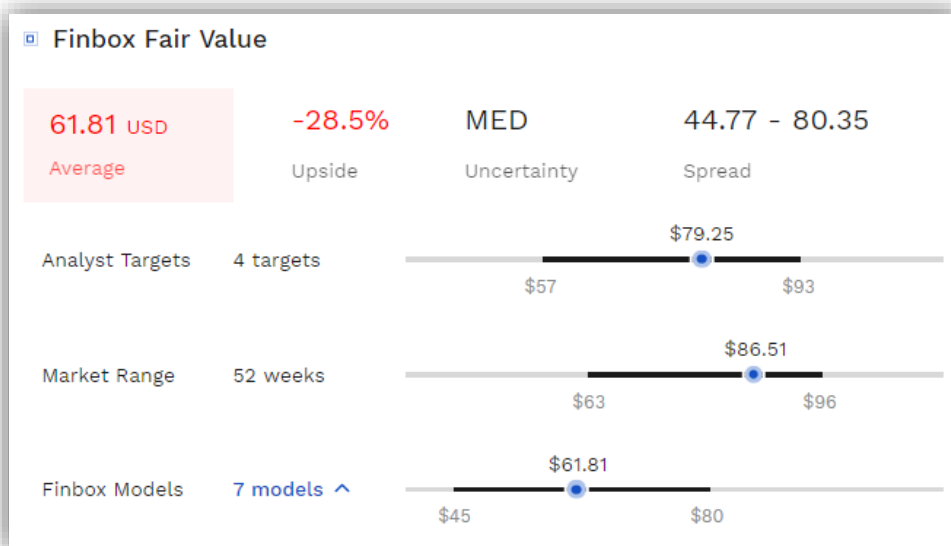 Finbox Fair Value
61.81 USD -28.5% MED 44.77 - 80.35
Average Upside Uncertainty Spread
$79.25
Analyst Targets 4 targets
$57 $93
$86.51
Market Range 52 weeks
$63 $96
$61.81
Finbox Models 7 models
$45 $80